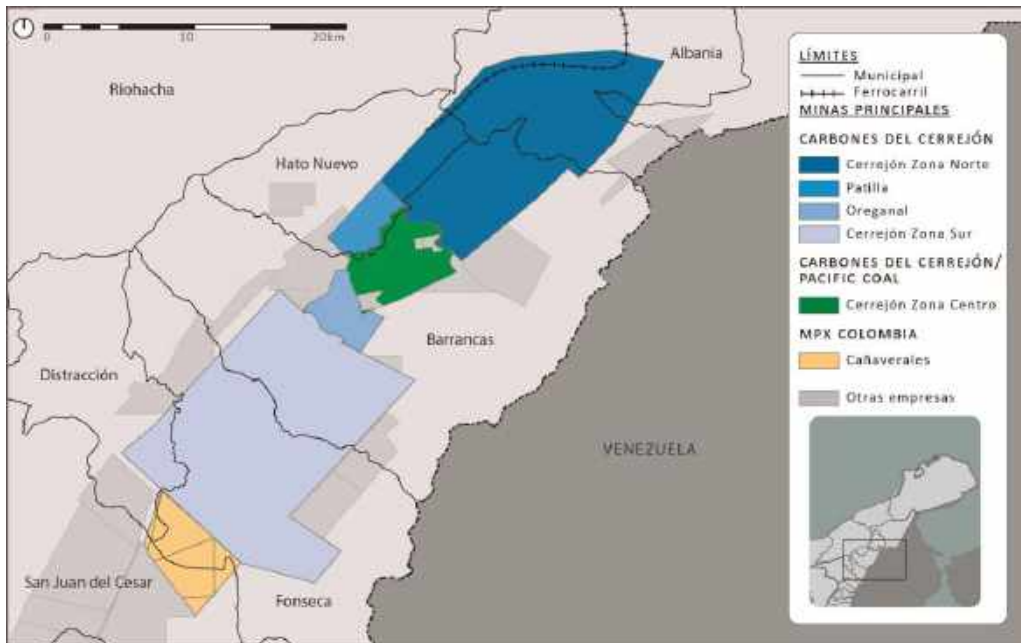 0 10 20km
Albania
Riohacha
Hato Nuevo
Barrancas
Distracción
VENEZUELA
San Juan del Cesar
Fonseca
LÍMITES
Municipal
Ferrocarril
MINAS PRINCIPALES
CARBONES DEL CERREJÓN
Cerrejón Zona Norte
Patilla
Oreganal
Cerrejón Zona Sur
CARBONES DEL CERREJÓN/
PACIFIC COAL
Cerrejón Zona Centro
MPX COLOMBIA
Cañaverales
Otras empresas